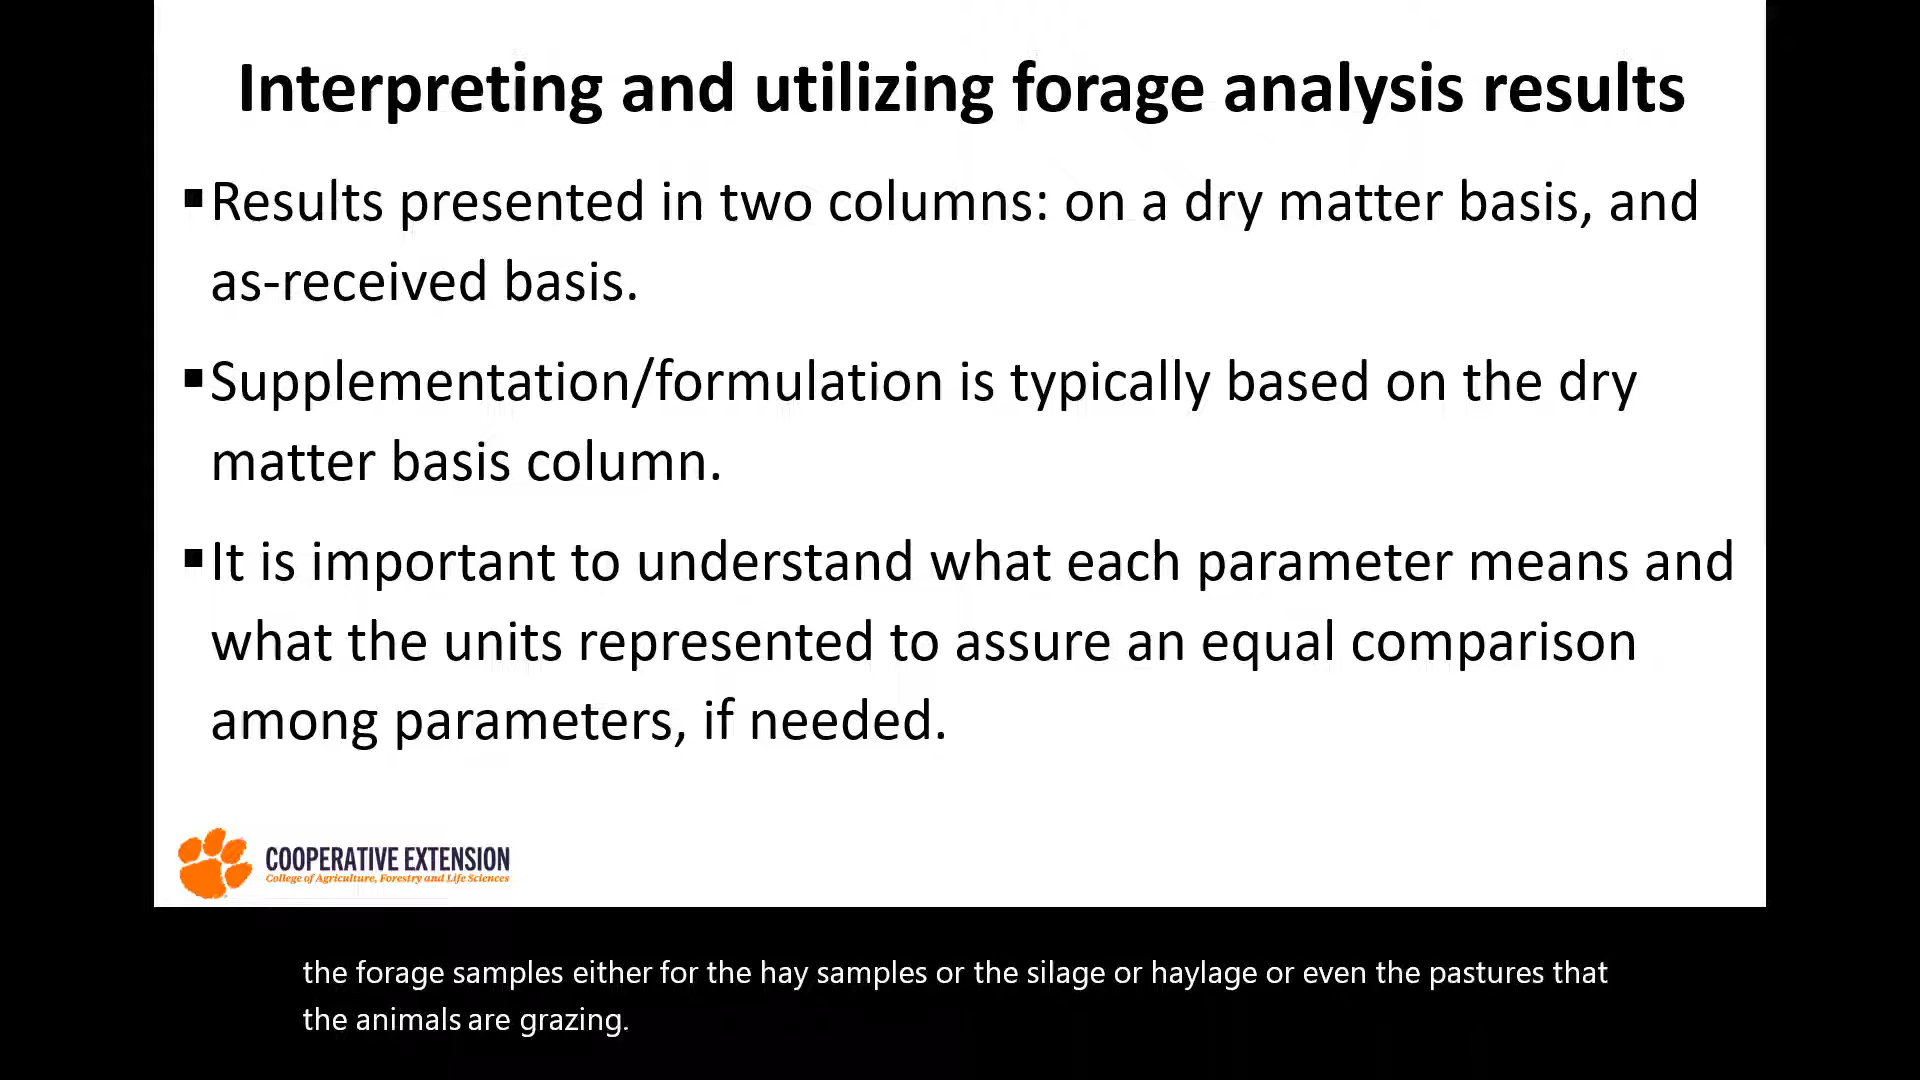 Interpreting and utilizing forage analysis results
▪Results presented in two columns: on a dry matter basis, and
as-received basis.
▪Supplementation/formulation is typically based on the dry
matter basis column.
▪It is important to understand what each parameter means and
what the units represented to assure an equal comparison
among parameters, if needed.
COOPERATIVE EXTENSION
College of Agriculture, Forestry and Life Sciences
the forage samples either for the hay samples or the silage or haylage or even the pastures that
the animals are grazing.